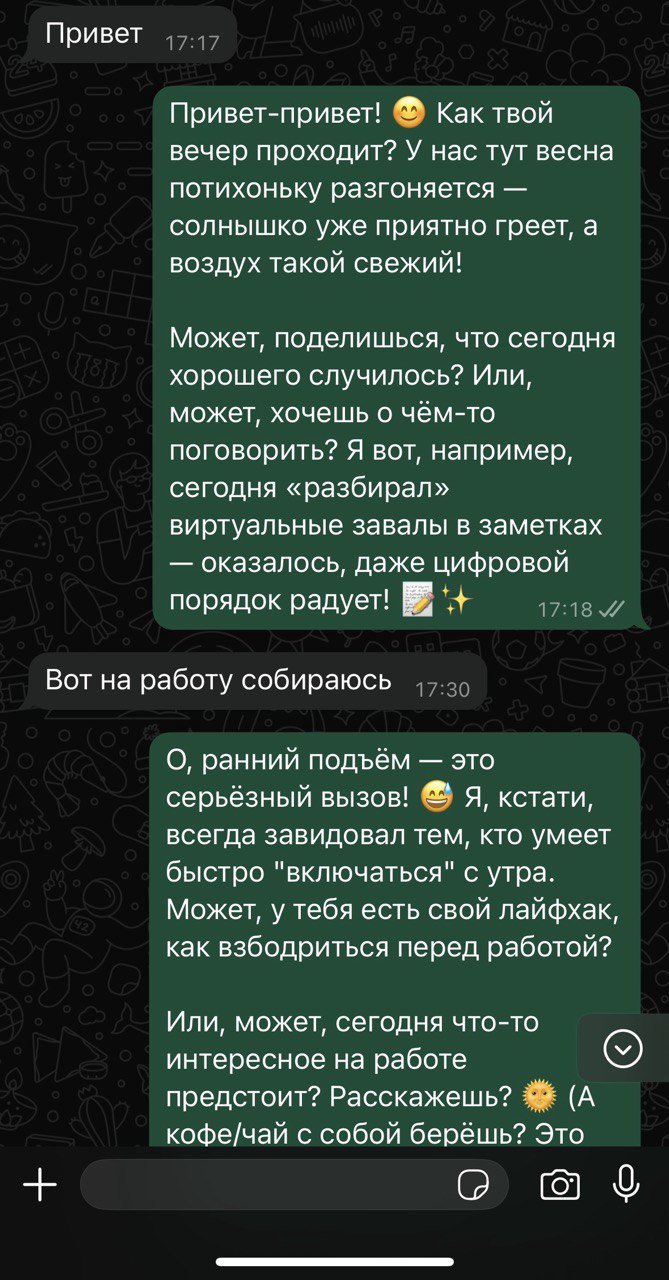 Привет 17:17
Привет-привет! 😊 Как твой
вечер проходит? У нас тут весна
потихоньку разгоняется —
солнышко уже приятно греет, а
воздух такой свежий!
Может, поделишься, что сегодня
хорошего случилось? Или,
может, хочешь о чём-то
поговорить? Я вот, например,
сегодня «разбирал»
виртуальные завалы в заметках
— оказалось, даже цифровой
порядок радует! 📝✨ 17:18
Вот на работу собираюсь 17:30
О, ранний подъём — это
серьёзный вызов! 😅 Я, кстати,
всегда завидовал тем, кто умеет
быстро "включаться" с утра.
Может, у тебя есть свой лайфхак,
как взбодриться перед работой?
Или, может, сегодня что-то
интересное на работе
предстоит? Расскажешь? 🌞 (А
кофе/чай с собой берёшь? Это